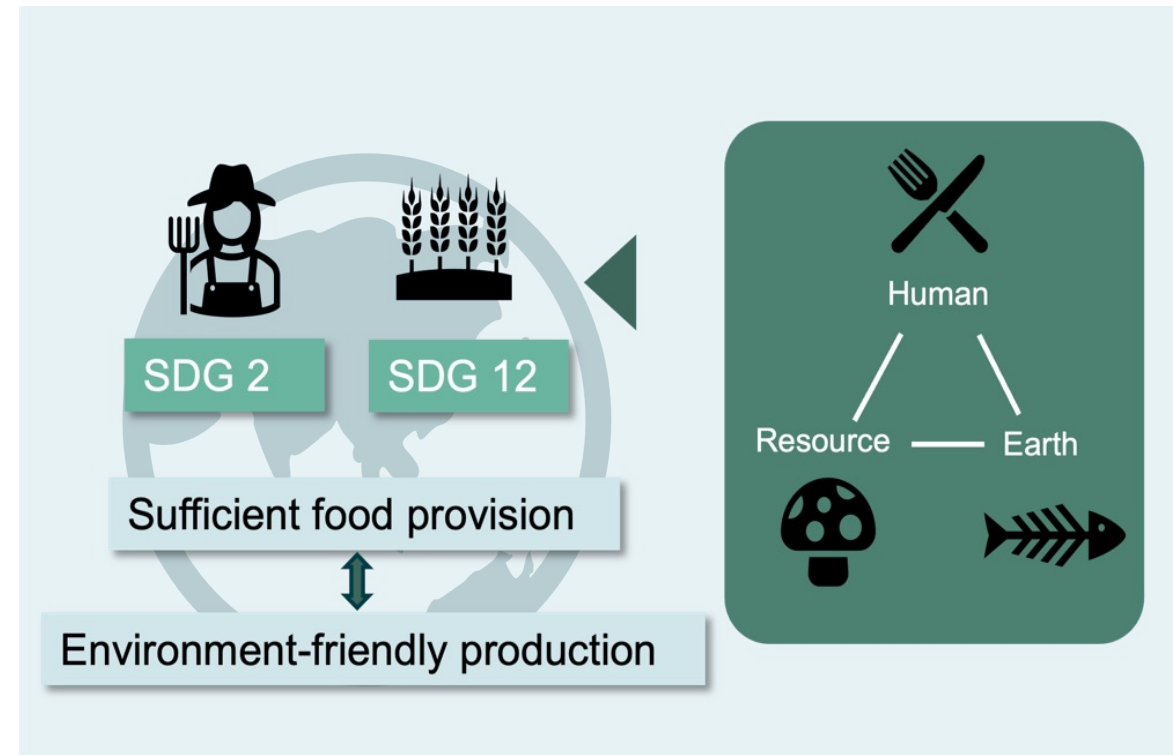 SDG 2
SDG 12
Sufficient food provision
Environment-friendly production
Human
Resource
Earth